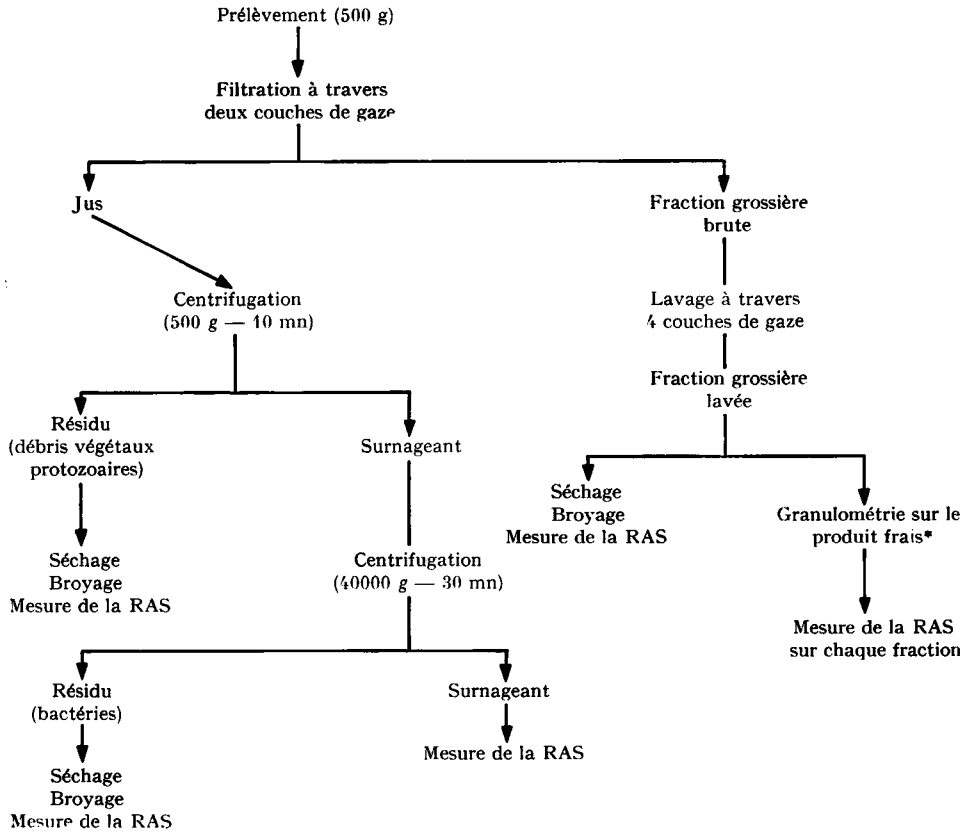 Prélèvement (500 g)
Filtration à travers
deux couches de gaze
Jus
Fraction grossière
brute
Centrifugation
(500 g — 10 mn)
Lavage à travers
4 couches de gaze
Fraction grossière
lavée
Résidu
(débris végétaux
protozoaires)
Surnageant
Séchage
Broyage
Mesure de la RAS
Granulométrie sur le
produit frais*
Séchage
Broyage
Mesure de la RAS
Centrifugation
(40000 g — 30 mn)
Mesure de la RAS
sur chaque fraction
Résidu
(bactéries)
Surnageant
Mesure de la RAS
Séchage
Broyage
Mesure de la RAS